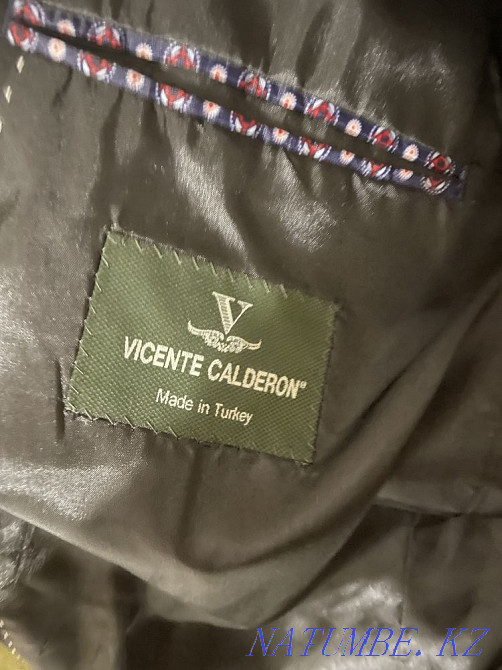 V
VICENTE CALDERON®
Made in Turkey
NATUMBE. KZ